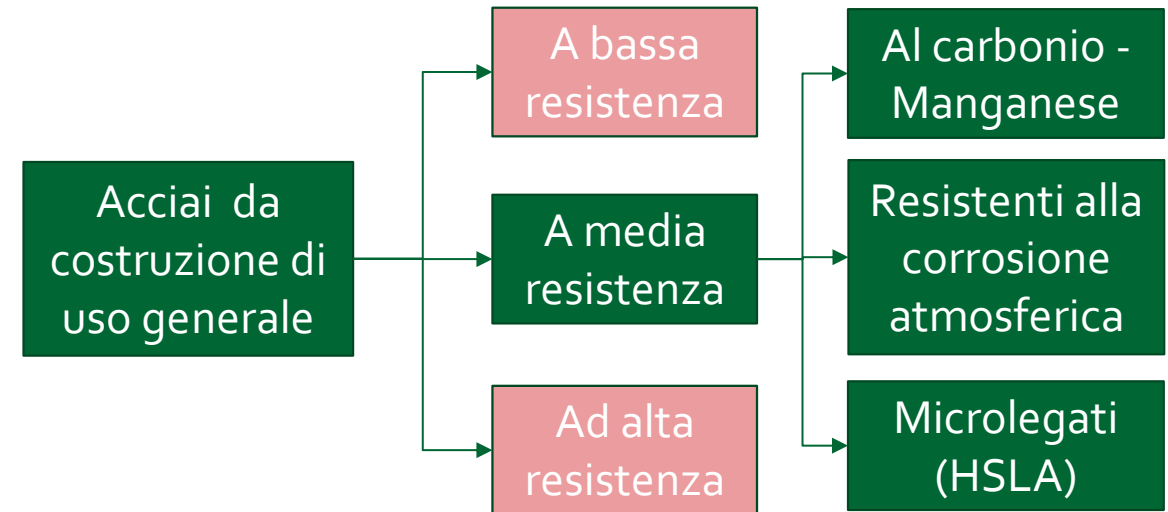 Acciai da
costruzione di
uso generale
A bassa
resistenza
A media
resistenza
Ad alta
resistenza
Al carbonio -
Manganese
Resistenti alla
corrosione
atmosferica
Microlegati
(HSLA)